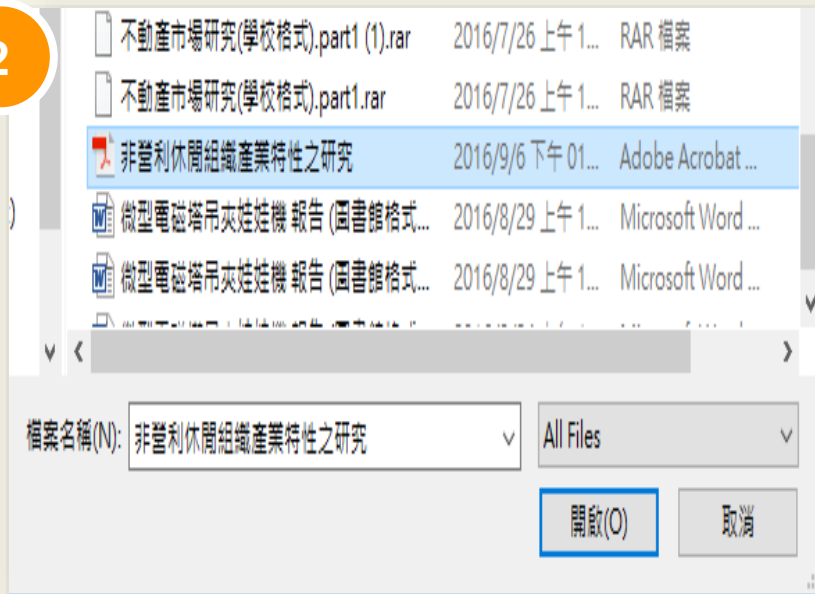 2
不動產市場研究(學校格式).part1 (1).rar 2016/7/26 上午 1... RAR 檔案
不動產市場研究(學校格式).part1.rar 2016/7/26 上午 1... RAR 檔案
非營利休閒組織產業特性之研究 2016/9/6 下午 01... Adobe Acrobat ...
微型電磁塔吊夾娃娃機 報告 (圖書館格式... 2016/8/29 上午 1... Microsoft Word ...
微型電磁塔吊夾娃娃機 報告 (圖書館格式... 2016/8/29 上午 1... Microsoft Word ...
檔案名稱(N): 非營利休閒組織產業特性之研究 All Files
開啟(O) 取消